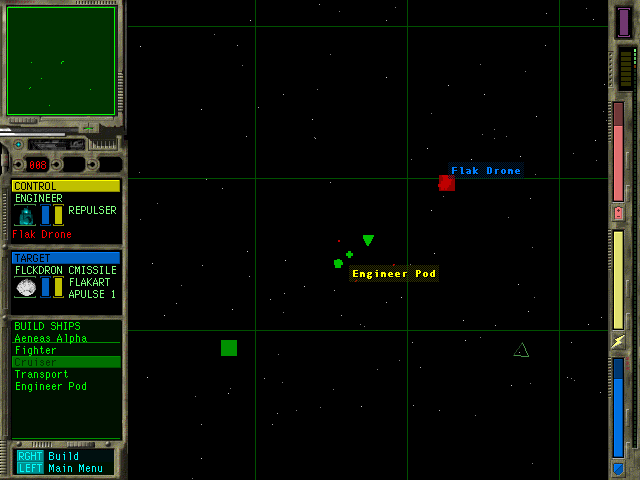 003
CONTROL
ENGINEER
REPULSER
Flak Drone
TARGET
FLCKDRON CMISSILE
FLAKART
APULSE 1
BUILD SHIPS
Aeneas Alpha
Fighter
Cruiser
Transport
Engineer Pod
RGHT Build
LEFT Main Menu
Flak Drone
Engineer Pod